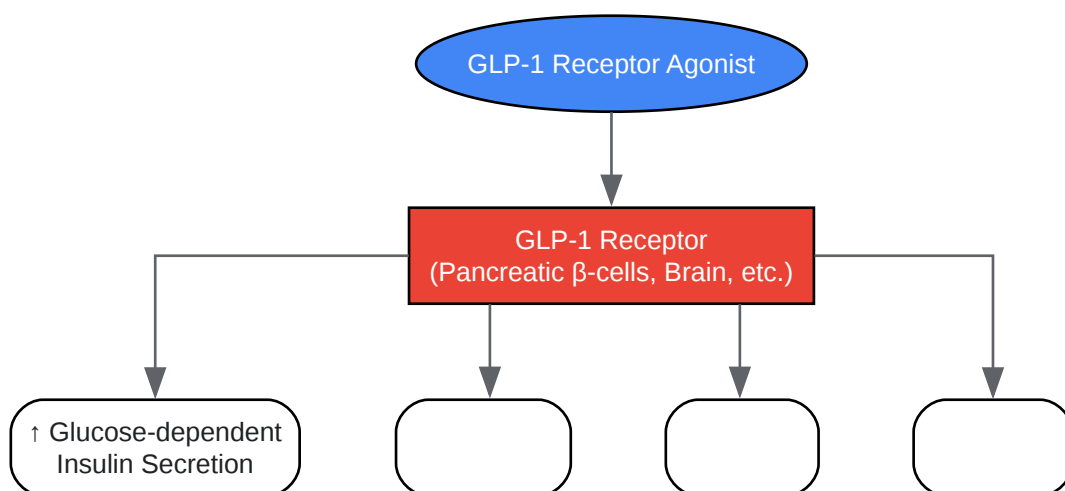 GLP-1 Receptor Agonist
GLP-1 Receptor
(Pancreatic β-cells, Brain, etc.)
↑ Glucose-dependent
Insulin Secretion